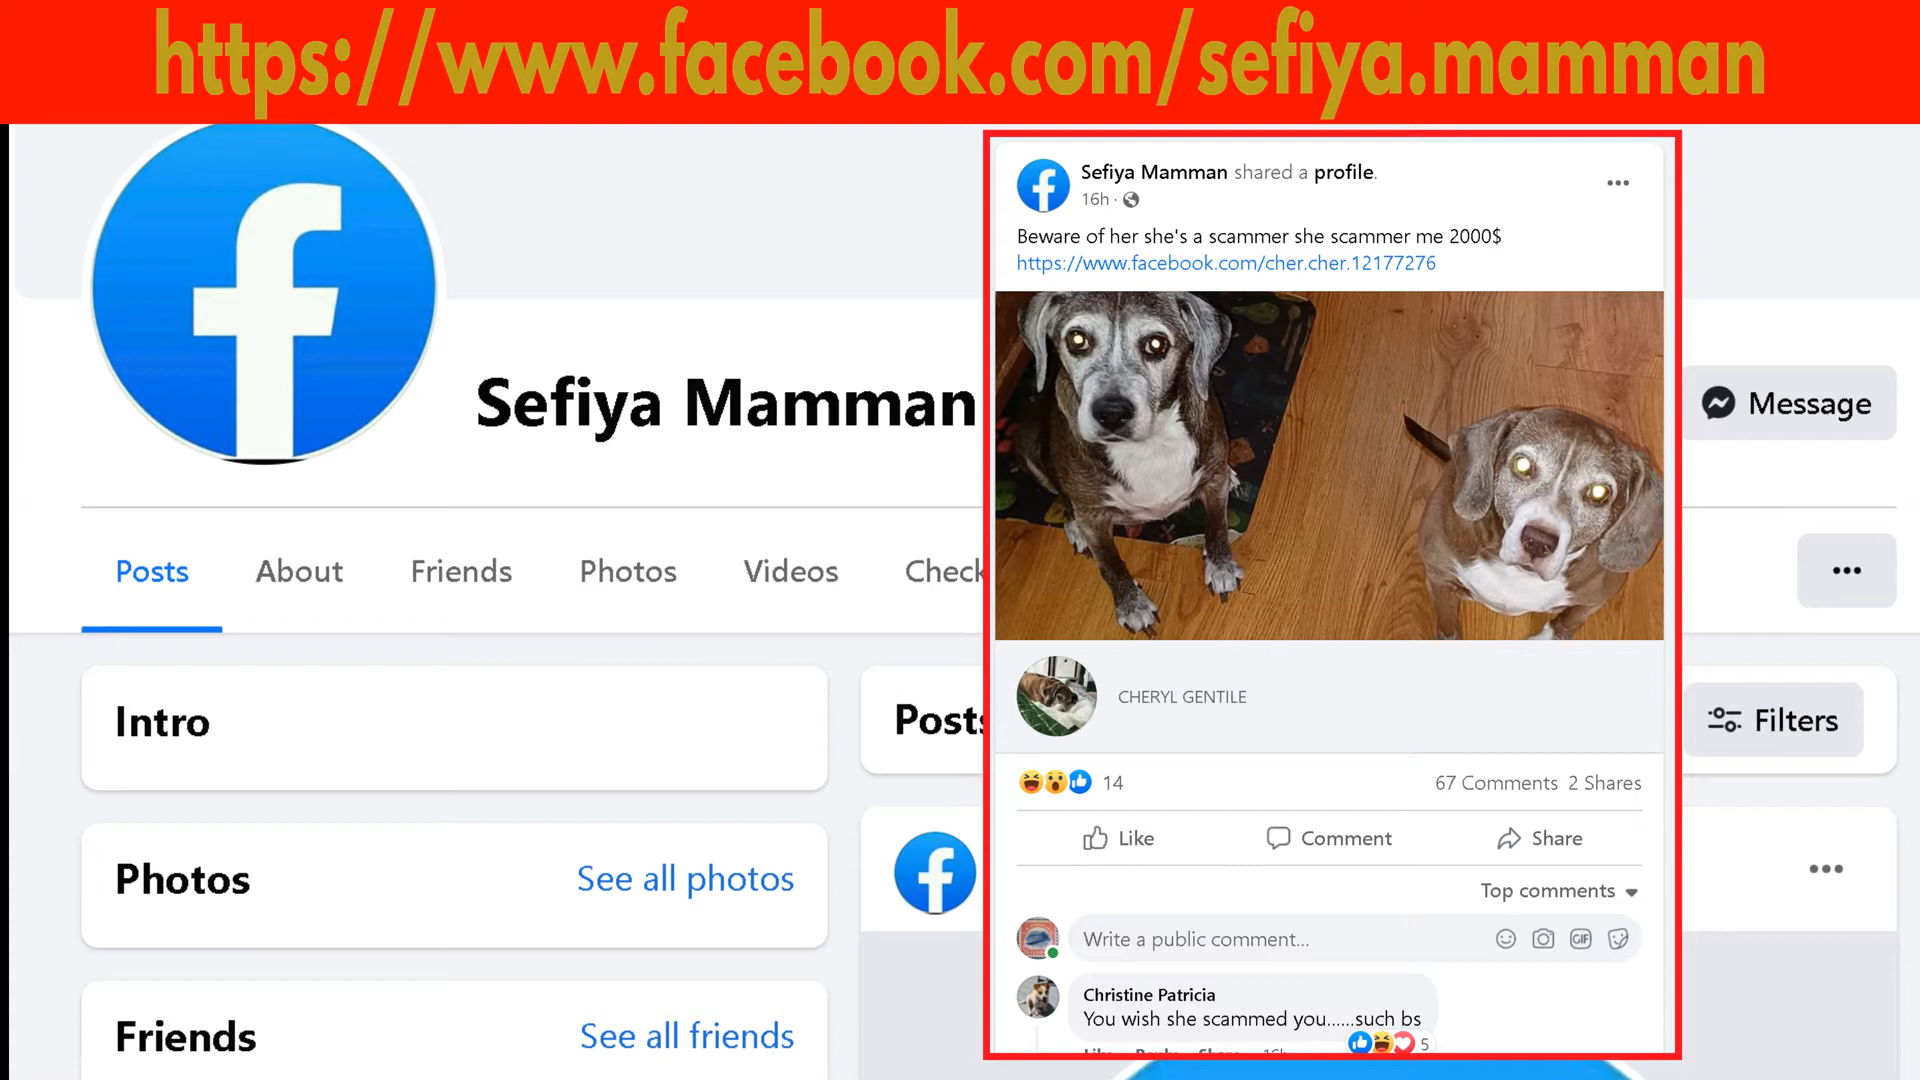 https://www.facebook.com/sefiya.mamman
Sefiya Mamman
Message
Posts
About
Friends
Photos
Videos
Check
Intro
Posts
Filters
Photos
See all photos
Friends
See all friends
Sefiya Mamman shared a profile.
16h ·
Beware of her she's a scammer she scammer me 2000$
https://www.facebook.com/cher.cher.12177276
CHERYL GENTILE
14
67 Comments 2 Shares
Like
Comment
Share
Top comments
Write a public comment...
GIF
Christine Patricia
You wish she scammed you......such bs
5